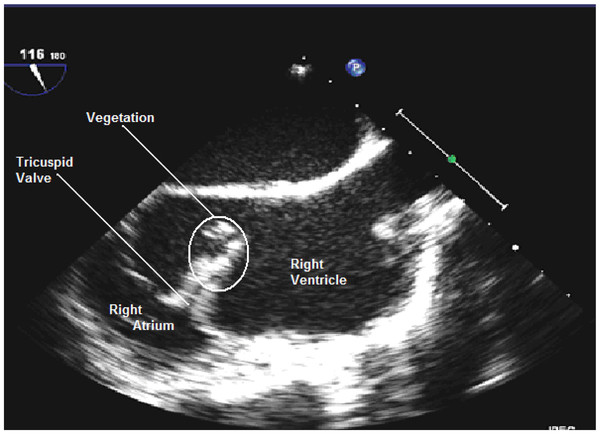 116 180
P
Vegetation
Tricuspid
Valve
Right
Ventricle
Right
Atrium